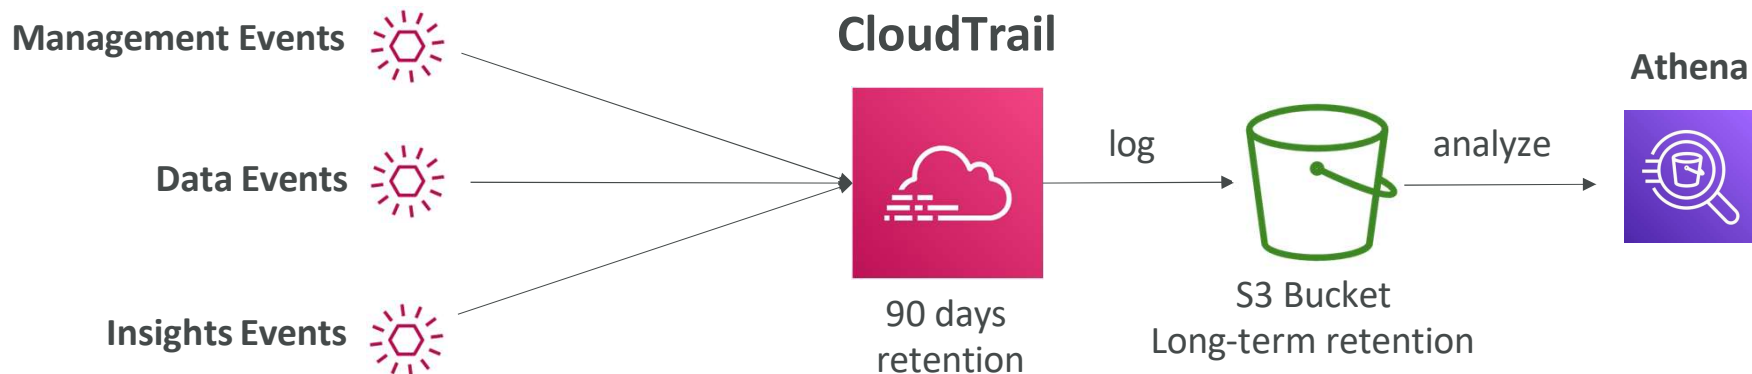 Management Events
Data Events
Insights Events
CloudTrail
90 days
retention
log
S3 Bucket
Long-term retention
analyze
Athena